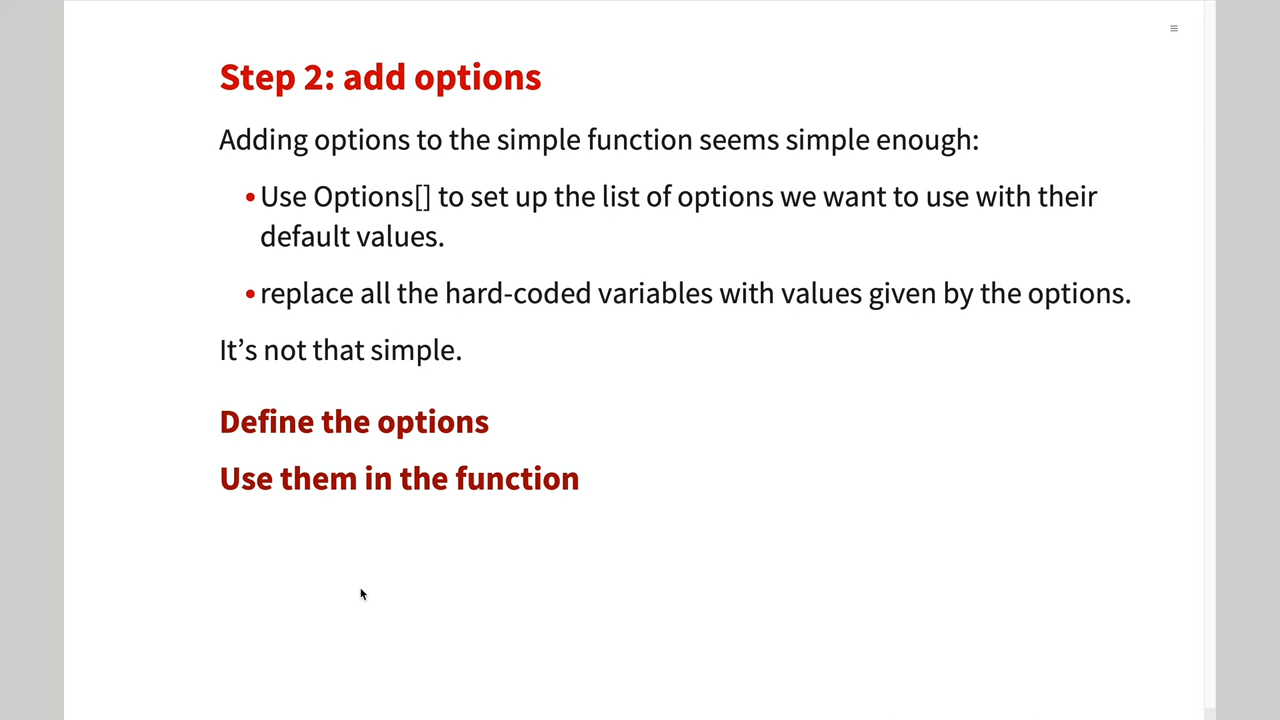 Step 2: add options
Adding options to the simple function seems simple enough:
•Use Options[] to set up the list of options we want to use with their
default values.
•replace all the hard-coded variables with values given by the options.
It’s not that simple.
Define the options
Use them in the function